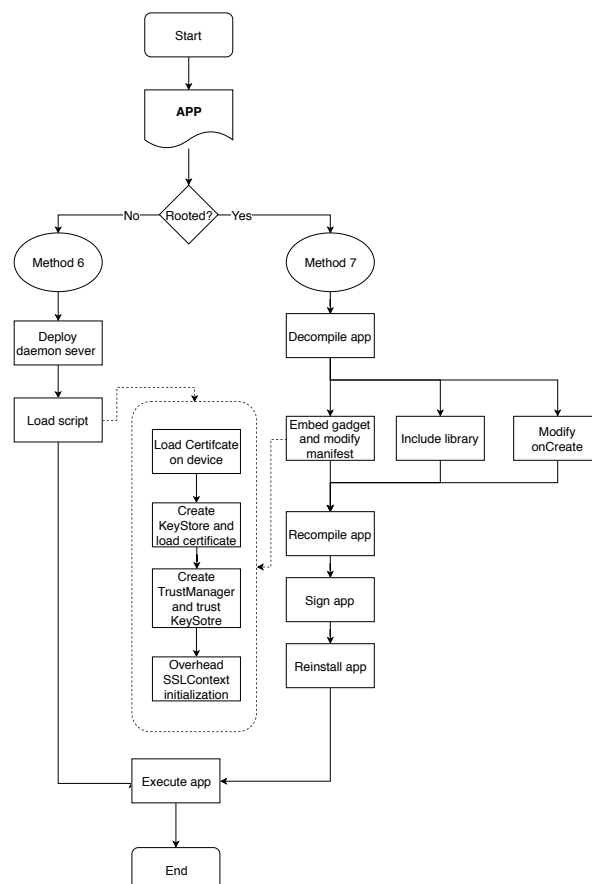 Start
APP
No
Rooted?
Yes
Method 6
Method 7
Deploy
daemon sever
Decompile app
Load script
Load Certifcate
on device
Embed gadget
and modify
manifest
Include library
Modify
onCreate
Create
KeyStore and
load certificate
Recompile app
Create
TrustManager
and trust
KeySotre
Sign app
Overhead
SSLContext
initialization
Reinstall app
Execute app
End